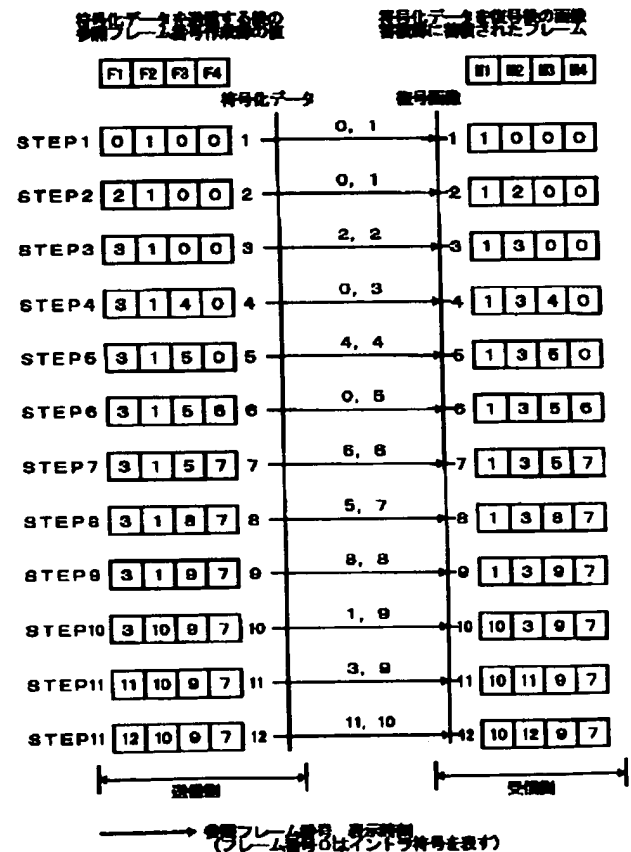 符号化データを送信する際の
参照フレーム番号作成際の値
符号化データを復号後の画像
蓄積際に蓄積されたフレーム
F1 F2 F3 F4
M1 M2 M3 M4
符号化データ
復号画像
STEP1 0 1 0 0 1 0, 1 1 1 0 0 0
STEP2 2 1 0 0 2 0, 1 2 1 2 0 0
STEP3 3 1 0 0 3 2, 2 3 1 3 0 0
STEP4 3 1 4 0 4 0, 3 4 1 3 4 0
STEP5 3 1 5 0 5 4, 4 5 1 3 5 0
STEP6 3 1 5 6 6 0, 5 6 1 3 5 6
STEP7 3 1 5 7 7 6, 6 7 1 3 5 7
STEP8 3 1 8 7 8 5, 7 8 1 3 8 7
STEP9 3 1 9 7 9 8, 8 9 1 3 9 7
STEP10 3 10 9 7 10 1, 9 10 10 3 9 7
STEP11 11 10 9 7 11 3, 9 11 10 11 9 7
STEP11 12 10 9 7 12 11, 10 12 10 12 9 7
送信側
受信側
参照フレーム番号 表示時刻
(フレーム番号0はイントラ符号を表す)